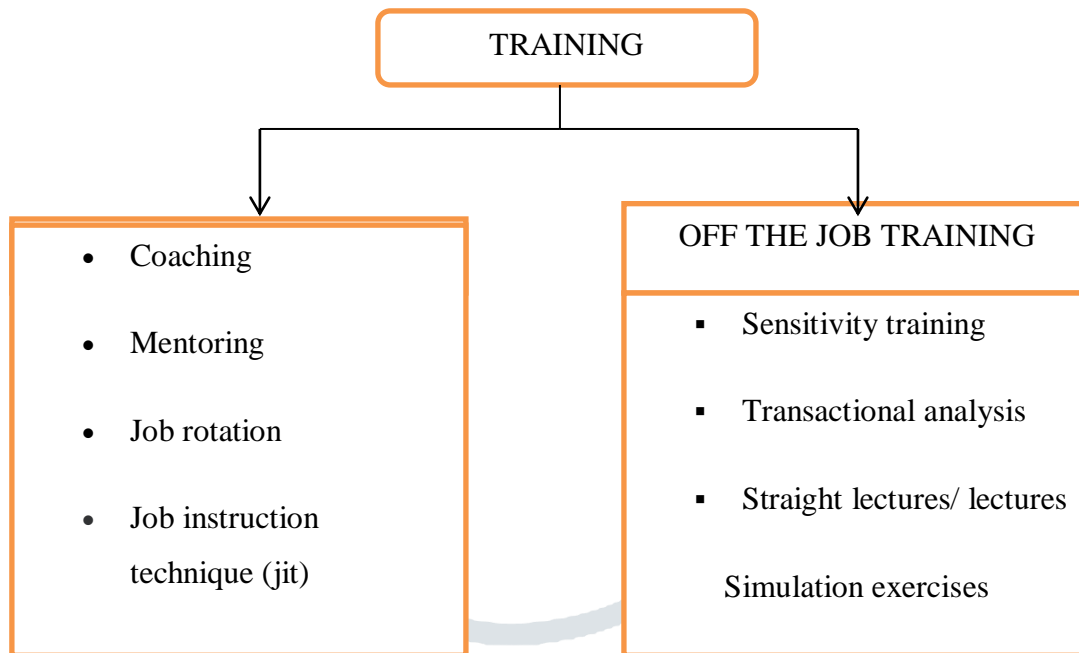 TRAINING
• Coaching
• Mentoring
• Job rotation
• Job instruction
technique (jit)
OFF THE JOB TRAINING
▪ Sensitivity training
▪ Transactional analysis
▪ Straight lectures/ lectures
Simulation exercises